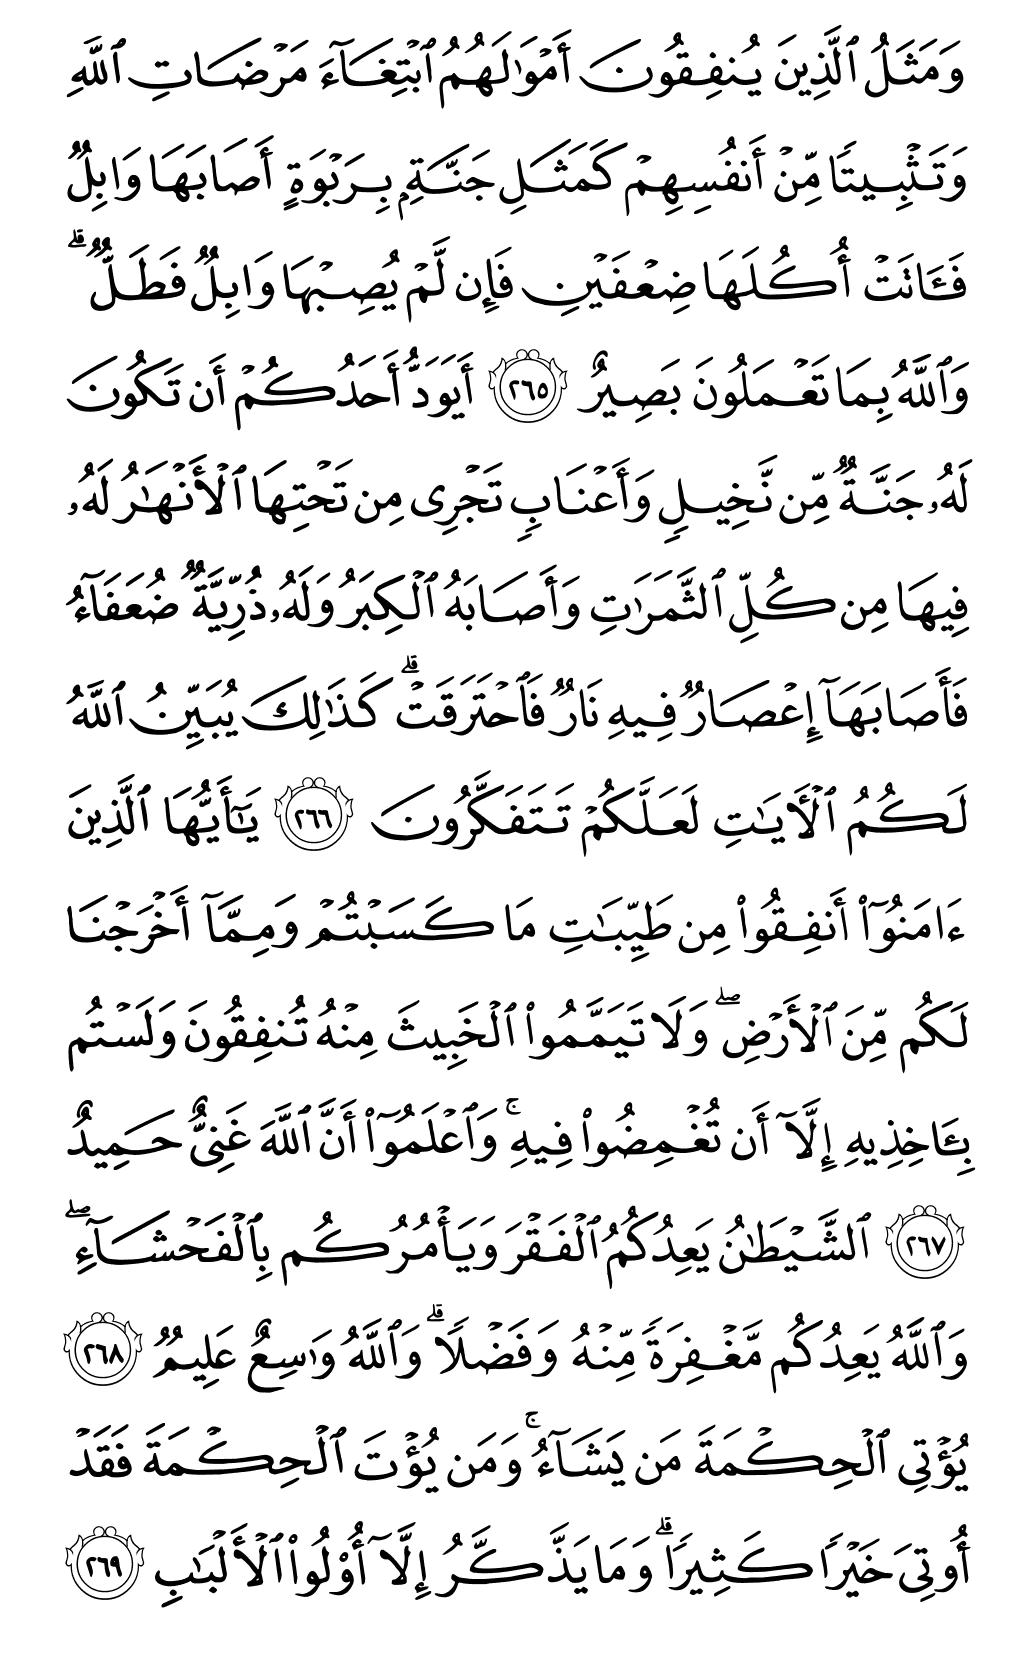 وَمَثَلُ ٱلَّذِينَ يُنفِقُونَ أَمْوَٰلَهُمُ ٱبْتِغَآءَ مَرْضَاتِ ٱللَّهِ
وَتَثْبِيتًا مِّنْ أَنفُسِهِمْ كَمَثَلِ جَنَّةٍۭ بِرَبْوَةٍ أَصَابَهَا وَابِلٌ
فَـَٔاتَتْ أُكُلَهَا ضِعْفَيْنِ فَإِن لَّمْ يُصِبْهَا وَابِلٌ فَطَلٌّ ۗ
وَٱللَّهُ بِمَا تَعْمَلُونَ بَصِيرٌ ٢٦٥ أَيَوَدُّ أَحَدُكُمْ أَن تَكُونَ
لَهُۥ جَنَّةٌ مِّن نَّخِيلٍ وَأَعْنَابٍ تَجْرِى مِن تَحْتِهَا ٱلْأَنْهَٰرُ لَهُۥ
فِيهَا مِن كُلِّ ٱلثَّمَرَٰتِ وَأَصَابَهُ ٱلْكِبَرُ وَلَهُۥ ذُرِّيَّةٌ ضُعَفَآءُ
فَأَصَابَهَآ إِعْصَارٌ فِيهِ نَارٌ فَٱحْتَرَقَتْ ۗ كَذَٰلِكَ يُبَيِّنُ ٱللَّهُ
لَكُمُ ٱلْـَٔايَـٰتِ لَعَلَّكُمْ تَتَفَكَّرُونَ ٢٦٦ يَـٰٓأَيُّهَا ٱلَّذِينَ
ءَامَنُوٓا۟ أَنفِقُوا۟ مِن طَيِّبَـٰتِ مَا كَسَبْتُمْ وَمِمَّآ أَخْرَجْنَا
لَكُم مِّنَ ٱلْأَرْضِ ۖ وَلَا تَيَمَّمُوا۟ ٱلْخَبِيثَ مِنْهُ تُنفِقُونَ وَلَسْتُم
بِـَٔاخِذِيهِ إِلَّآ أَن تُغْمِضُوا۟ فِيهِ ۚ وَٱعْلَمُوٓا۟ أَنَّ ٱللَّهَ غَنِىٌّ حَمِيدٌ
٢٦٧ ٱلشَّيْطَـٰنُ يَعِدُكُمُ ٱلْفَقْرَ وَيَأْمُرُكُم بِٱلْفَحْشَآءِ ۖ
وَٱللَّهُ يَعِدُكُم مَّغْفِرَةً مِّنْهُ وَفَضْلًا ۗ وَٱللَّهُ وَٰسِعٌ عَلِيمٌ ٢٦٨
يُؤْتِى ٱلْحِكْمَةَ مَن يَشَآءُ ۚ وَمَن يُؤْتَ ٱلْحِكْمَةَ فَقَدْ
أُوتِىَ خَيْرًا كَثِيرًا ۗ وَمَا يَذَّكَّرُ إِلَّآ أُو۟لُوا۟ ٱلْأَلْبَـٰبِ ٢٦٩